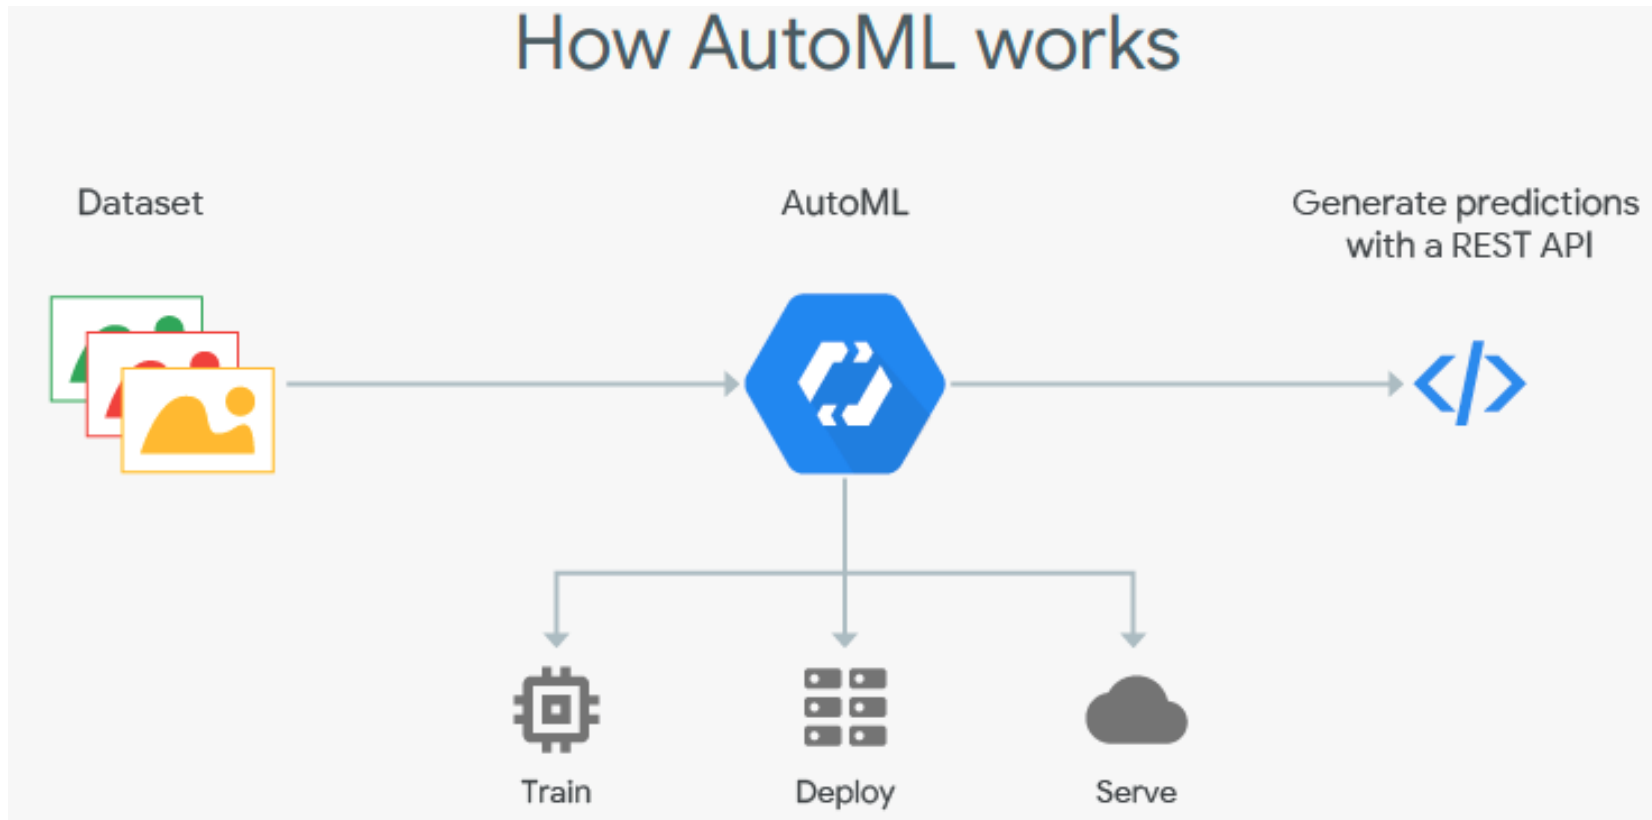 How AutoML works
Dataset
AutoML
Generate predictions
with a REST API
Train
Deploy
Serve